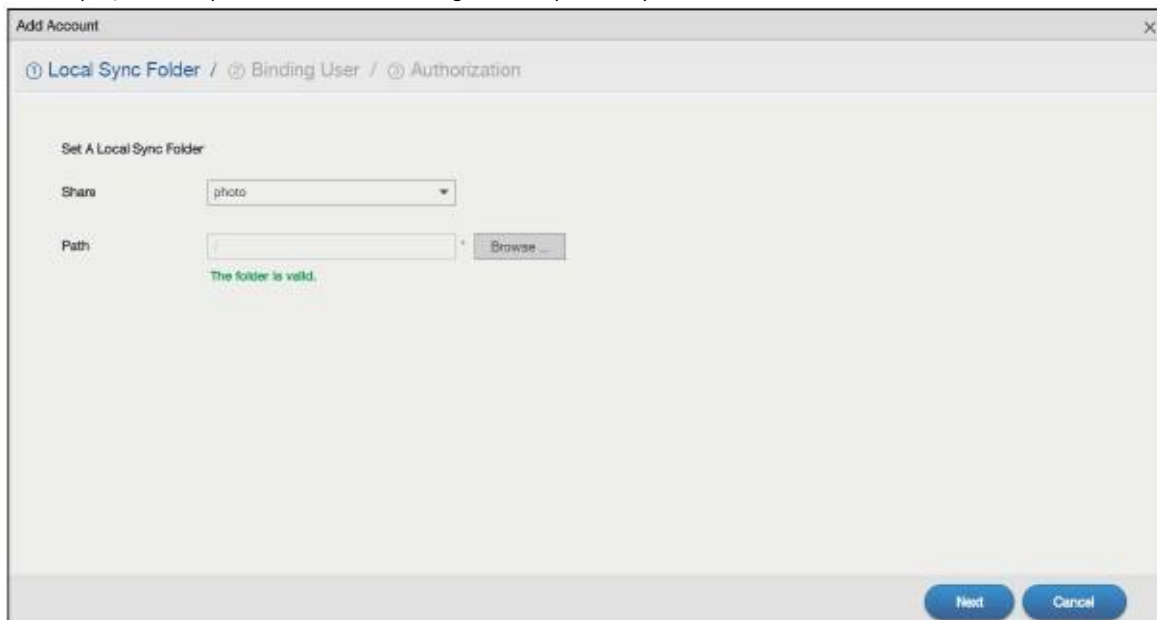 Add Account
① Local Sync Folder / ② Binding User / ③ Authorization
Set A Local Sync Folder
Share photo
Path / * Browse ...
The folder is valid.
Next Cancel